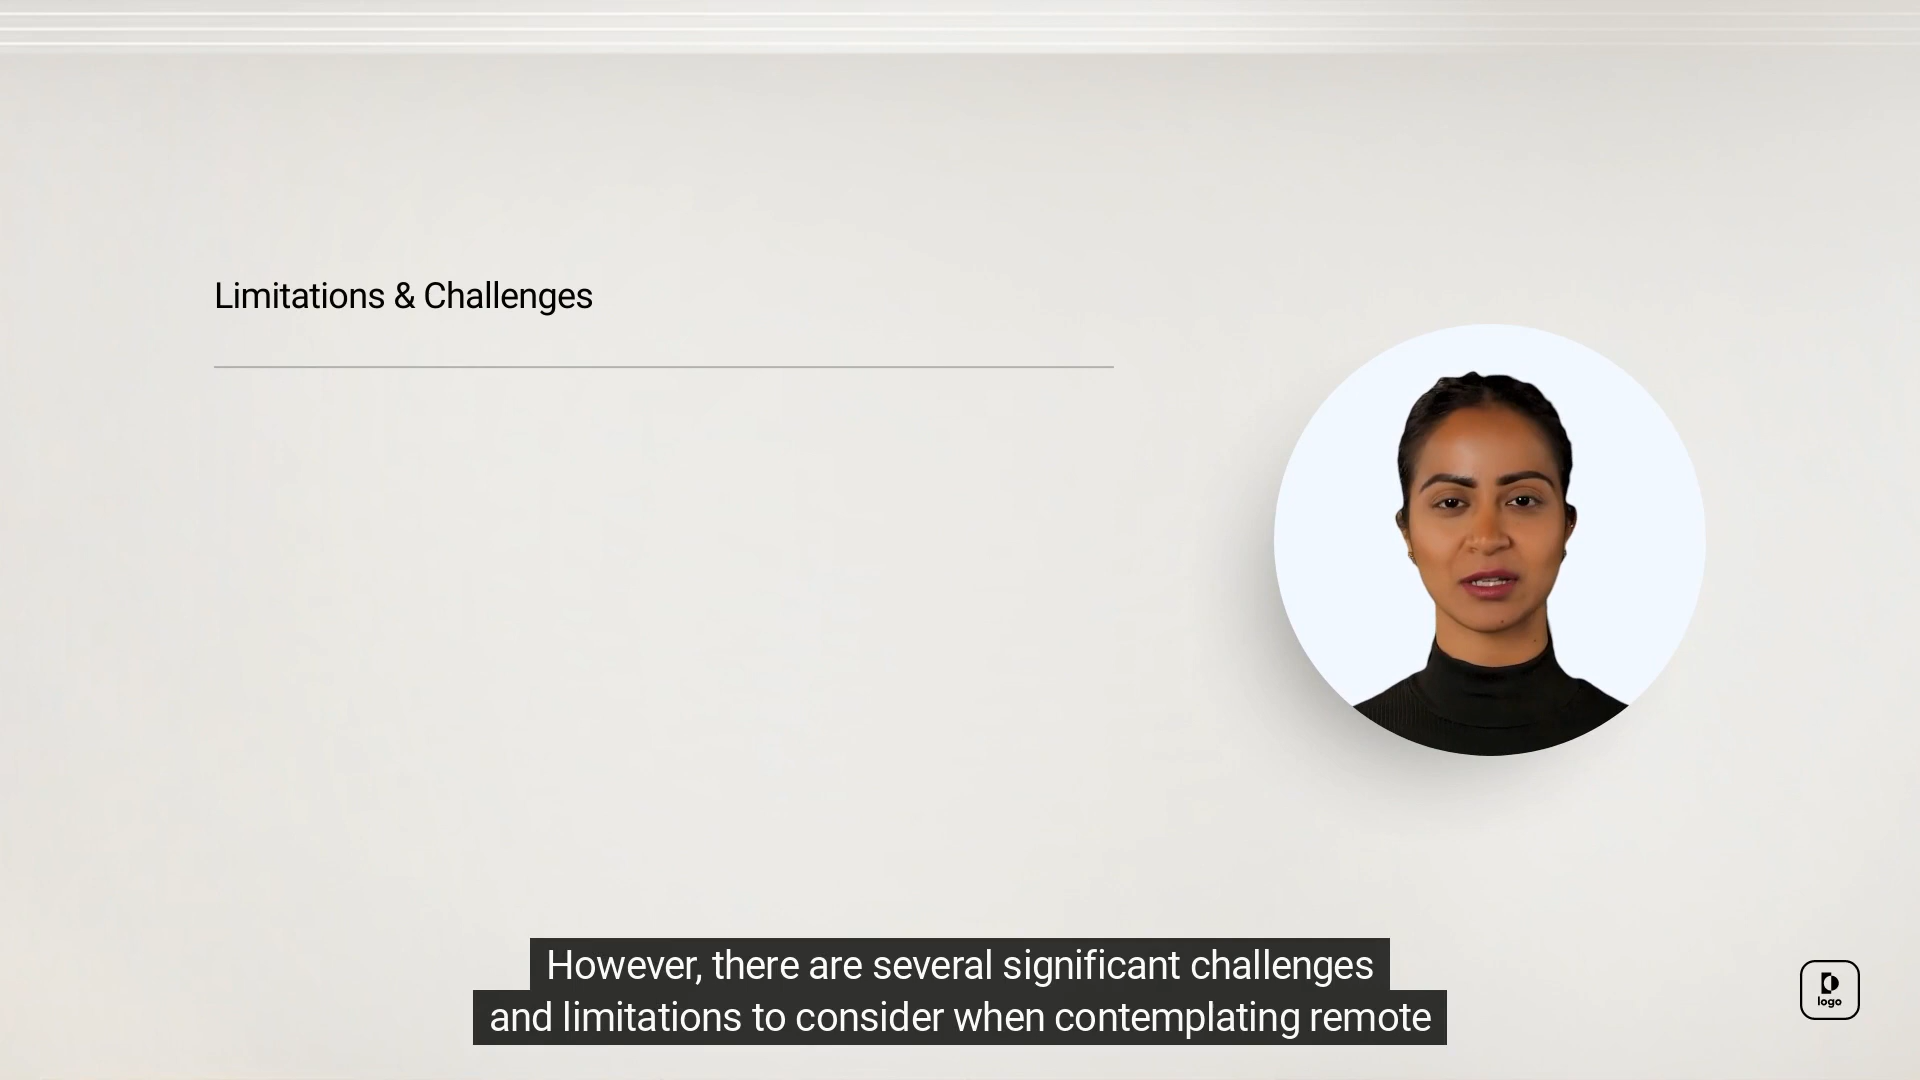 Limitations & Challenges
However, there are several significant challenges
and limitations to consider when contemplating remote
logo